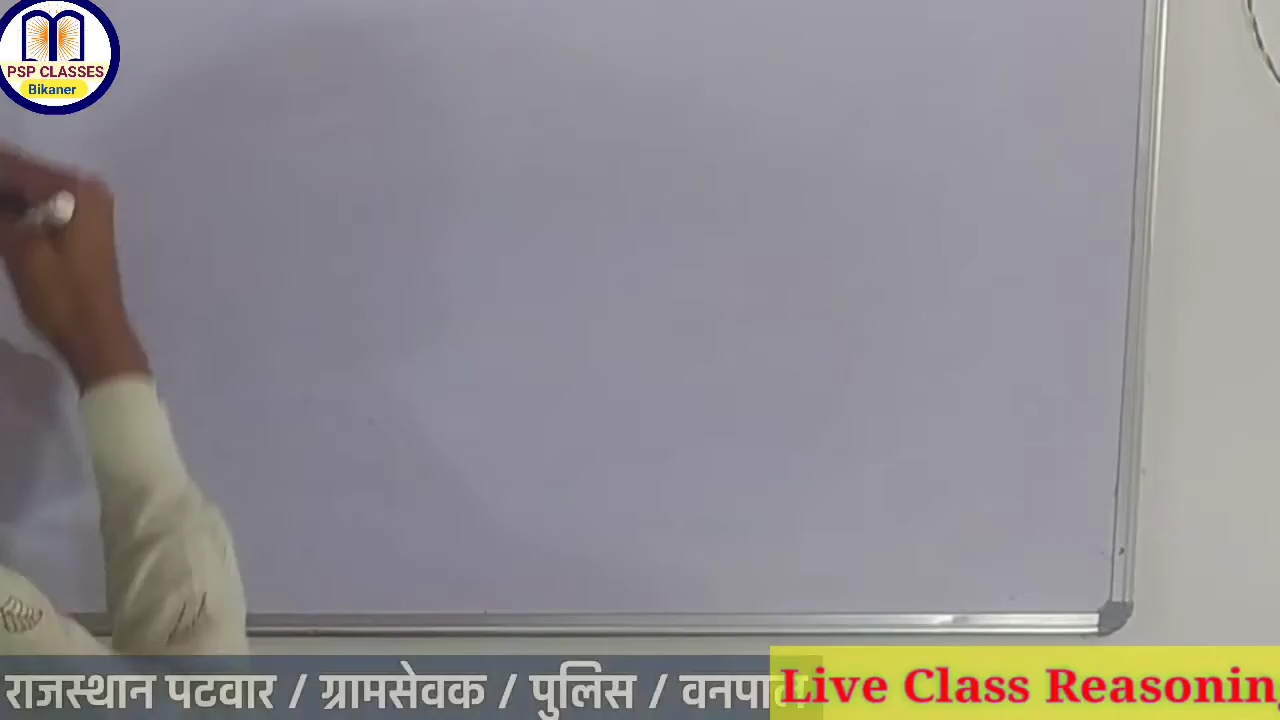 PSP CLASSES
Bikaner
राजस्थान पटवार / ग्रामसेवक / पुलिस / वनपाल
Live Class Reasonin